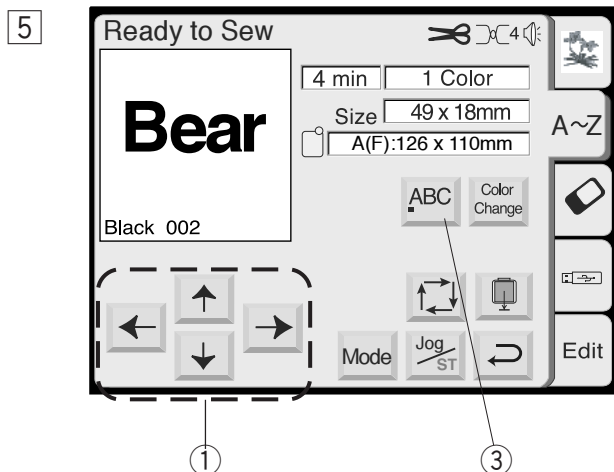 5
Ready to Sew
4
4 min
1 Color
Size
49 x 18mm
A(F):126 x 110mm
A~Z
Bear
Black 002
ABC
Color
Change
Mode
Jog
ST
Edit
1
3